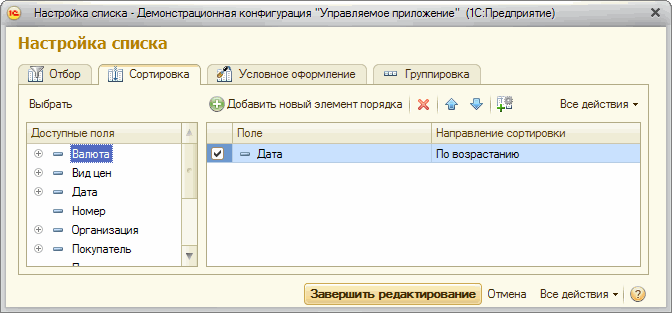 Настройка списка - Демонстрационная конфигурация "Управляемое приложение" (1С:Предприятие)
Настройка списка
Отбор Сортировка Условное оформление Группировка
Выбрать Добавить новый элемент порядка Все действия
Доступные поля Поле Направление сортировки
Валюта Дата По возрастанию
Вид цен
Дата
Номер
Организация
Покупатель
Завершить редактирование Отмена Все действия ?